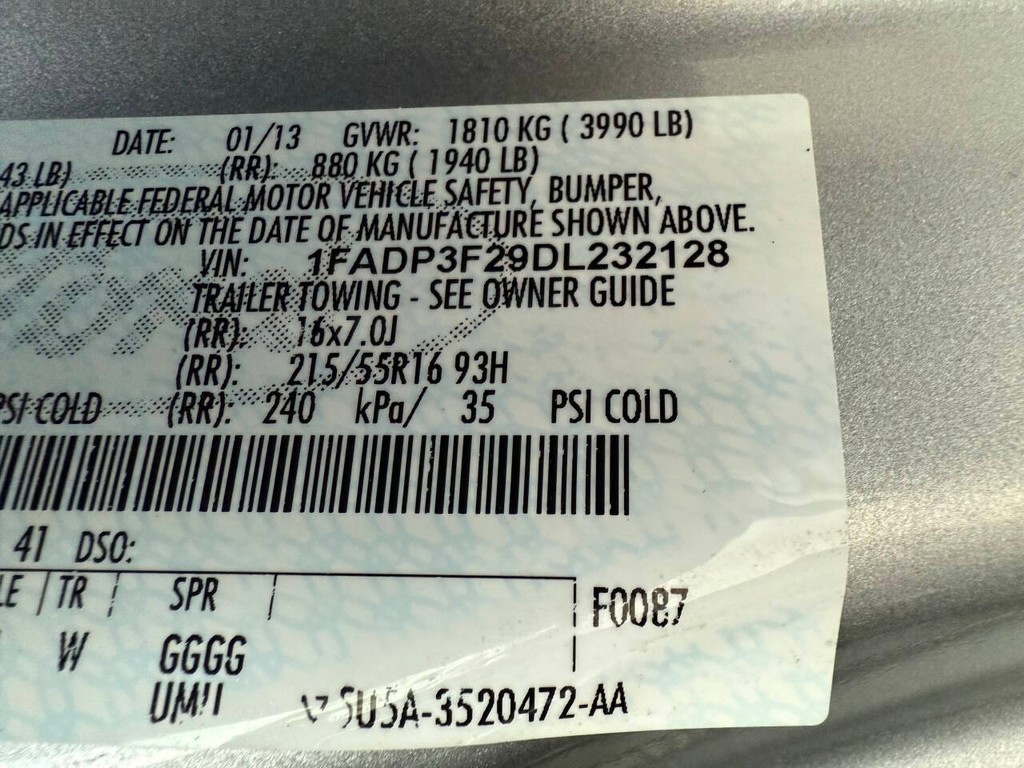 DATE: 01/13 GVWR: 1810 KG ( 3990 LB)
43 LB) (RR): 880 KG ( 1940 LB)
APPLICABLE FEDERAL MOTOR VEHICLE SAFETY, BUMPER,
DS IN EFFECT ON THE DATE OF MANUFACTURE SHOWN ABOVE.
VIN: 1FADP3F29DL232128
TRAILER TOWING - SEE OWNER GUIDE
(RR): 16x7.0J
(RR): 215/55R16 93H
PSI COLD (RR): 240 kPa/ 35 PSI COLD
41 DSO:
LE TR SPR
F0087
W GGGG
5U5A-3520472-AA